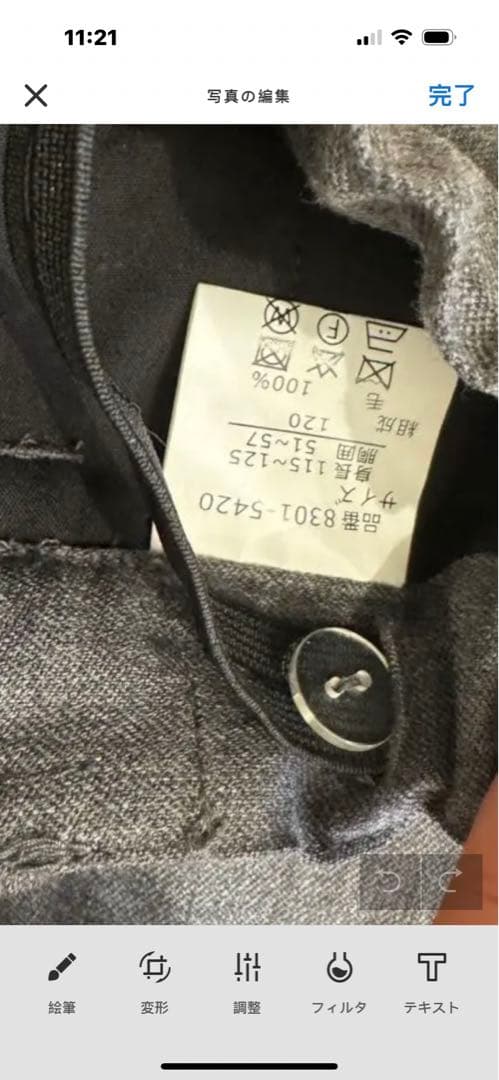 11:21
写真の編集
完了
品番 8301-5420
サイズ
身長 115~125
胴囲 51~57
120
組成
毛 100%
F
W
絵筆
変形
調整
フィルタ
テキスト